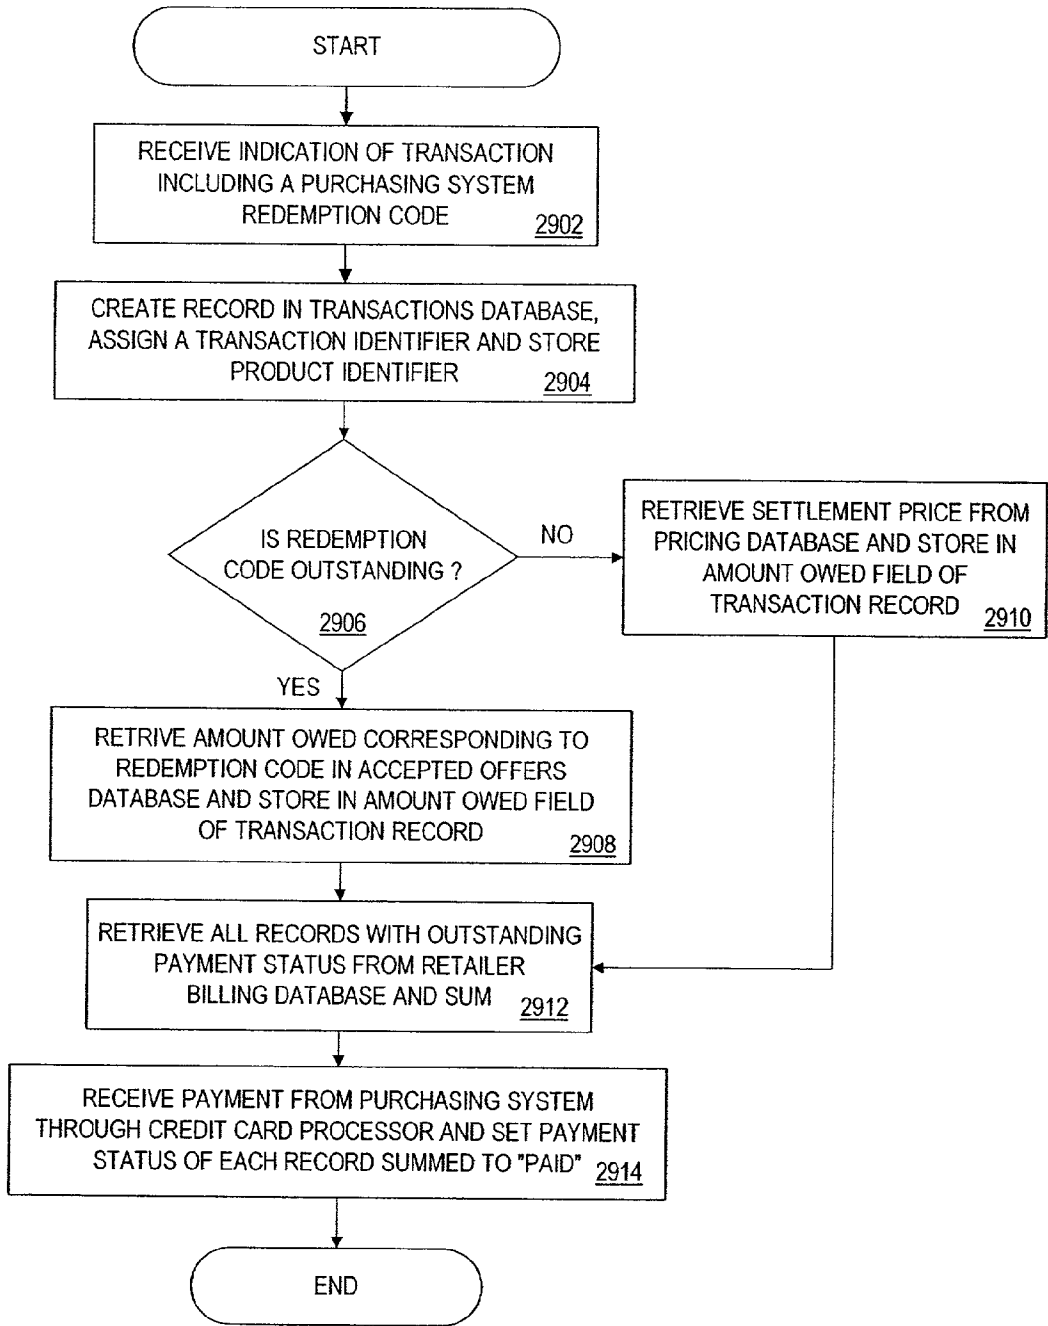 START
RECEIVE INDICATION OF TRANSACTION
INCLUDING A PURCHASING SYSTEM
REDEMPTION CODE
2902
CREATE RECORD IN TRANSACTIONS DATABASE,
ASSIGN A TRANSACTION IDENTIFIER AND STORE
PRODUCT IDENTIFIER
2904
IS REDEMPTION
CODE OUTSTANDING ?
2906
NO
RETRIEVE SETTLEMENT PRICE FROM
PRICING DATABASE AND STORE IN
AMOUNT OWED FIELD OF
TRANSACTION RECORD
2910
YES
RETRIVE AMOUNT OWED CORRESPONDING TO
REDEMPTION CODE IN ACCEPTED OFFERS
DATABASE AND STORE IN AMOUNT OWED FIELD
OF TRANSACTION RECORD
2908
RETRIEVE ALL RECORDS WITH OUTSTANDING
PAYMENT STATUS FROM RETAILER
BILLING DATABASE AND SUM
2912
RECEIVE PAYMENT FROM PURCHASING SYSTEM
THROUGH CREDIT CARD PROCESSOR AND SET PAYMENT
STATUS OF EACH RECORD SUMMED TO "PAID"
2914
END